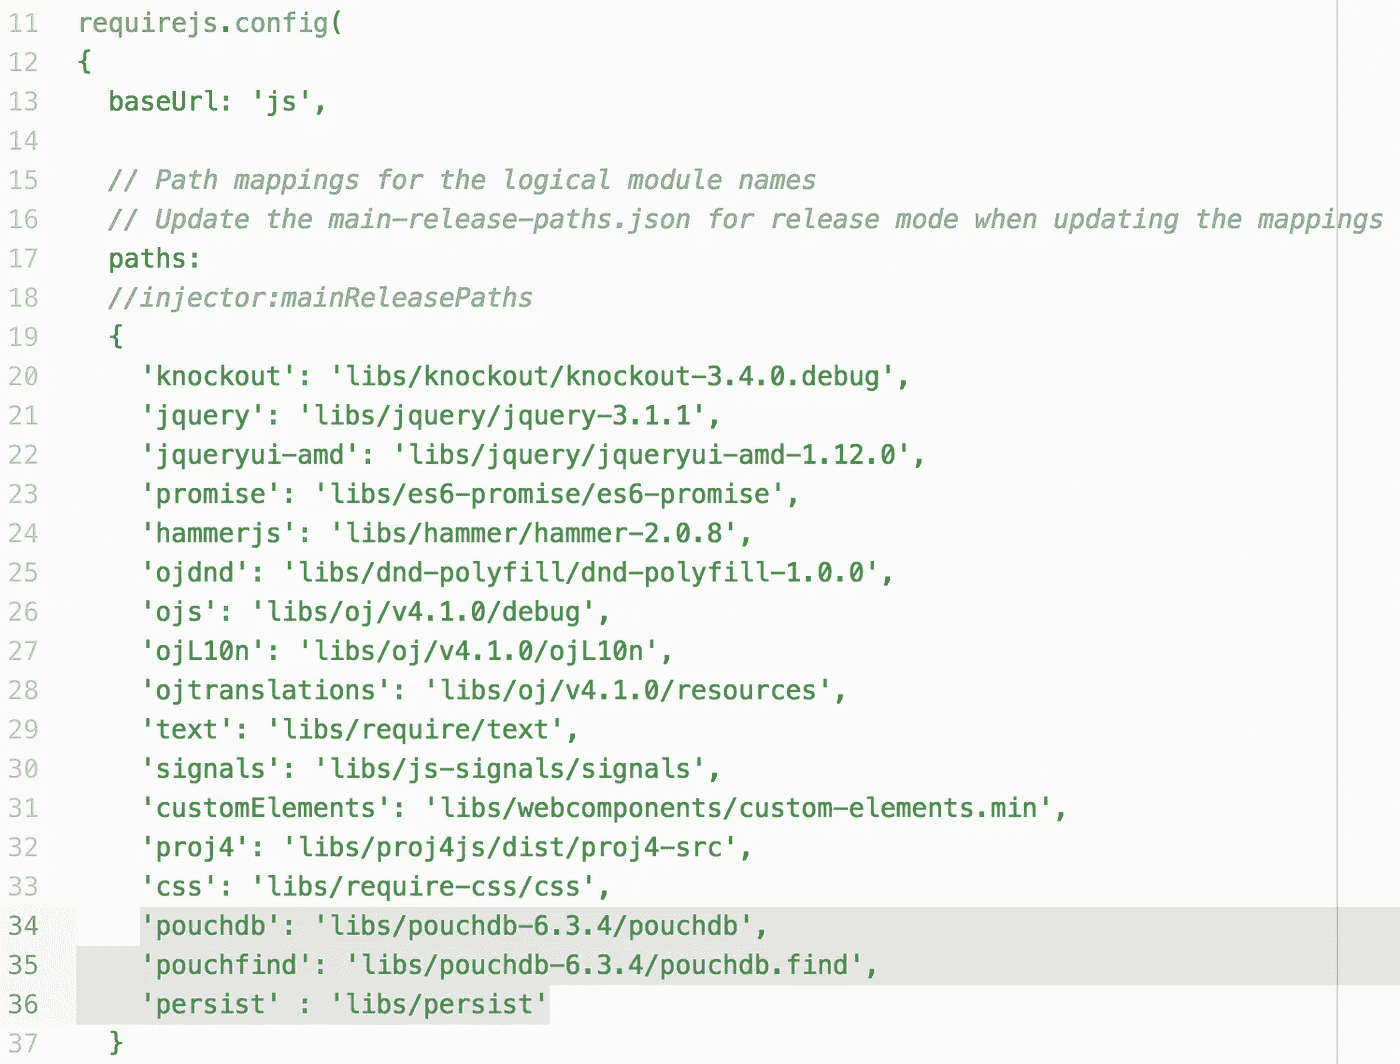 11 requirejs.config(
12 {
13   baseUrl: 'js',
14
15   // Path mappings for the logical module names
16   // Update the main-release-paths.json for release mode when updating the mappings
17   paths:
18   //injector:mainReleasePaths
19   {
20     'knockout': 'libs/knockout/knockout-3.4.0.debug',
21     'jquery': 'libs/jquery/jquery-3.1.1',
22     'jqueryui-amd': 'libs/jquery/jqueryui-amd-1.12.0',
23     'promise': 'libs/es6-promise/es6-promise',
24     'hammerjs': 'libs/hammer/hammer-2.0.8',
25     'ojdnd': 'libs/dnd-polyfill/dnd-polyfill-1.0.0',
26     'ojs': 'libs/oj/v4.1.0/debug',
27     'ojL10n': 'libs/oj/v4.1.0/ojL10n',
28     'ojtranslations': 'libs/oj/v4.1.0/resources',
29     'text': 'libs/require/text',
30     'signals': 'libs/js-signals/signals',
31     'customElements': 'libs/webcomponents/custom-elements.min',
32     'proj4': 'libs/proj4js/dist/proj4-src',
33     'css': 'libs/require-css/css',
34     'pouchdb': 'libs/pouchdb-6.3.4/pouchdb',
35     'pouchfind': 'libs/pouchdb-6.3.4/pouchdb.find',
36     'persist' : 'libs/persist'
37   }